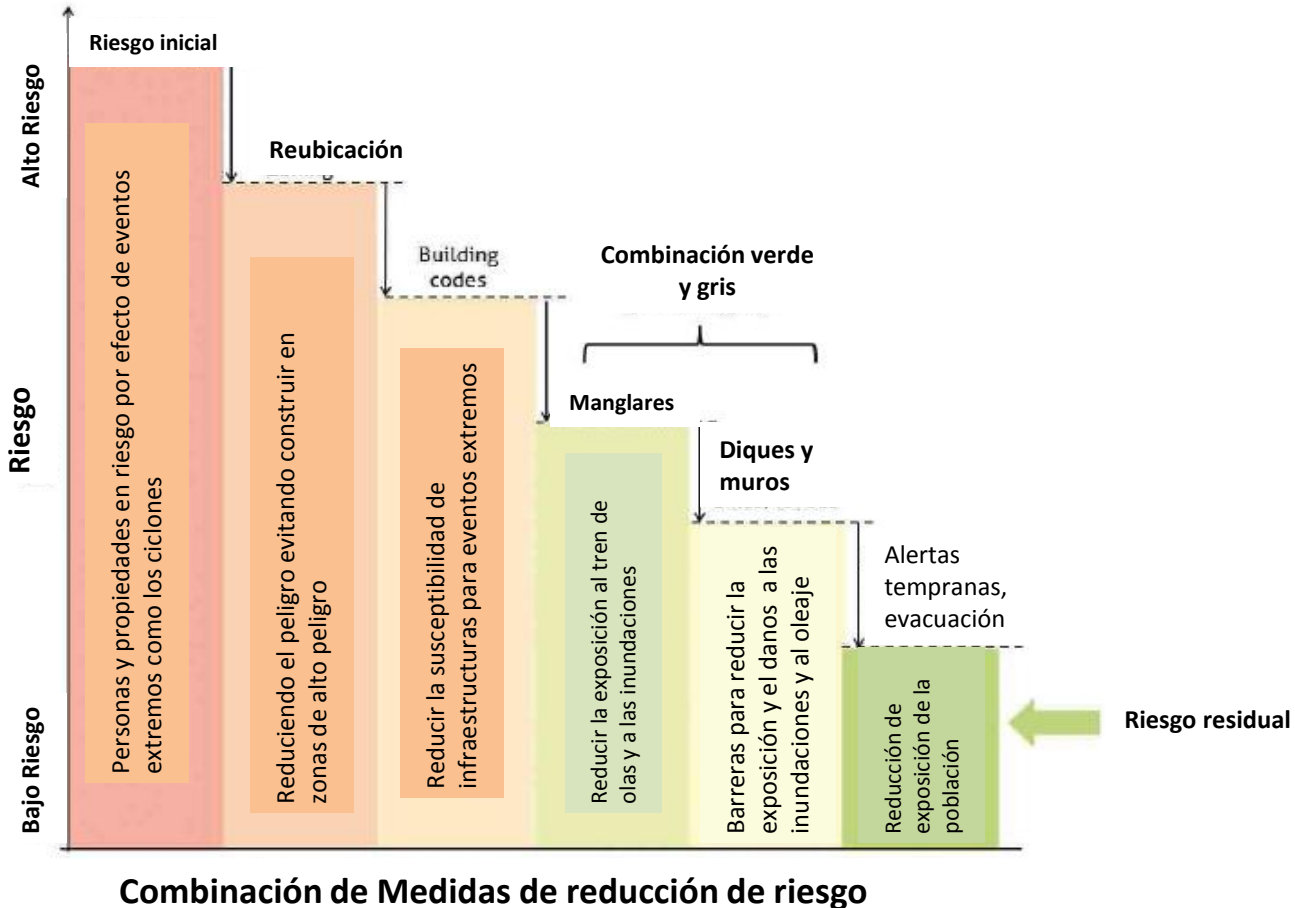 Riesgo inicial
Alto Riesgo
Riesgo
Bajo Riesgo
Personas y propiedades en riesgo por efecto de eventos
extremos como los ciclones
Reubicación
Reduciendo el peligro evitando construir en
zonas de alto peligro
Building
codes
Reducir la susceptibilidad de
infraestructuras para eventos extremos
Combinación verde
y gris
Manglares
Reducir la exposición al tren de
olas y a las inundaciones
Diques y
muros
Barreras para reducir la
exposición y el danos a las
inundaciones y al oleaje
Alertas
tempranas,
evacuación
Reducción de
exposición de la
población
Riesgo residual
Combinación de Medidas de reducción de riesgo